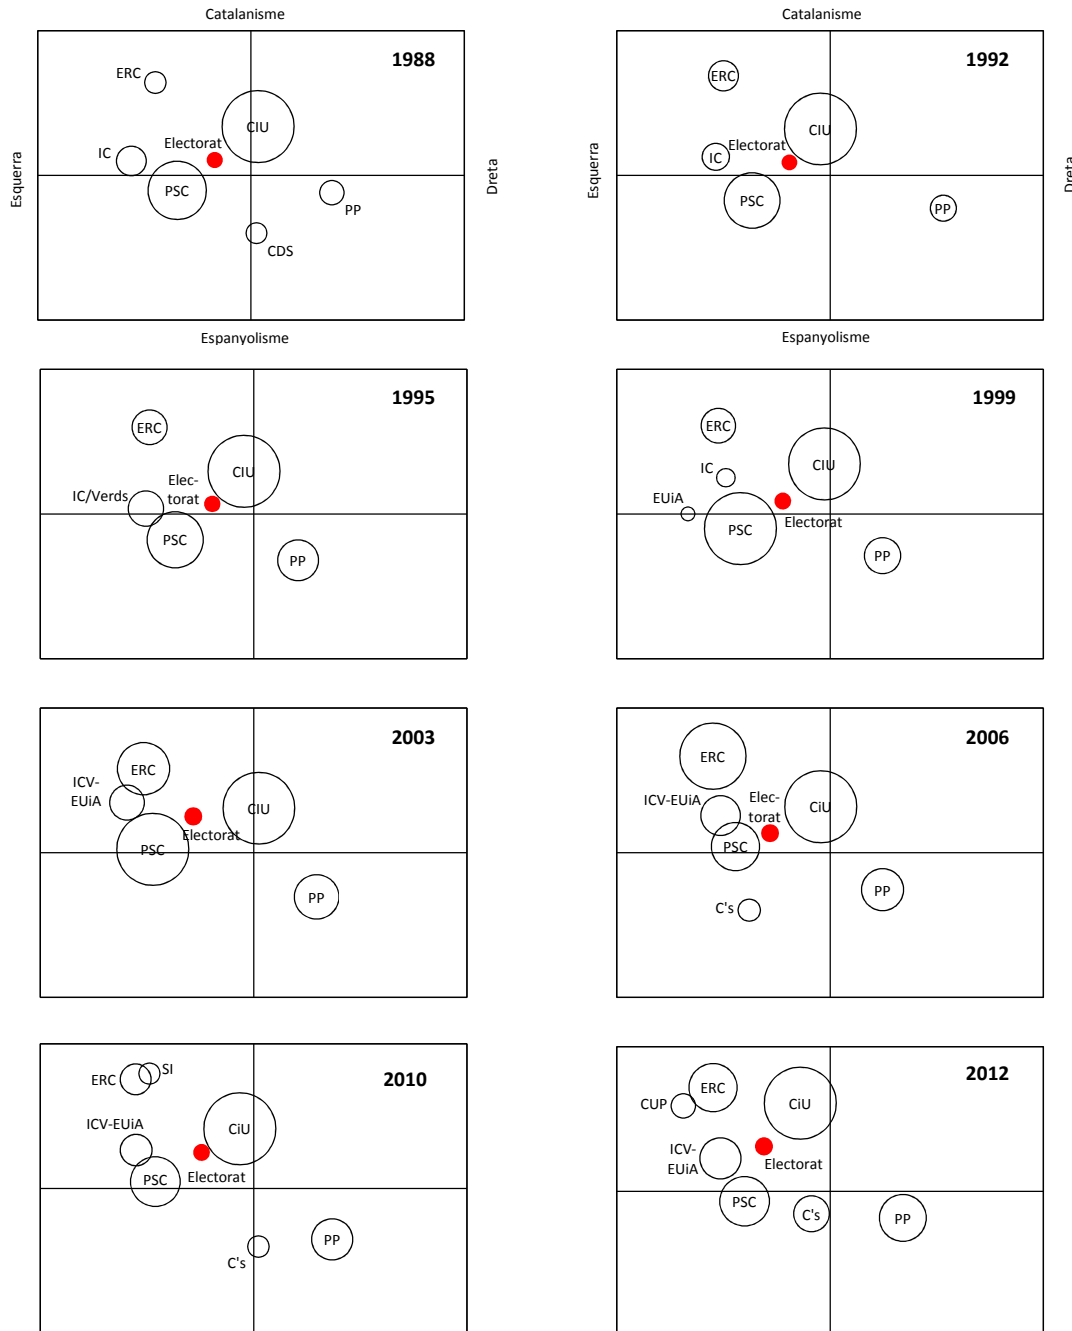 Catalanisme
1988
ERC
CIU
Electorat
IC
PSC
PP
CDS
Esquerra
Dreta
Espanyolisme
Catalanisme
1992
ERC
CIU
Electorat
IC
PSC
PP
Esquerra
Dreta
Espanyolisme
1995
ERC
CIU
Elec-
torat
IC/Verds
PSC
PP
1999
ERC
CIU
IC
EUiA
Electorat
PSC
PP
2003
ERC
ICV-
EUiA
CIU
Electorat
PSC
PP
2006
ERC
ICV-EUiA
Elec-
torat
CiU
PSC
PP
C's
2010
SI
ERC
ICV-EUiA
CiU
Electorat
PSC
PP
C's
2012
ERC
CUP
CiU
ICV-
EUiA
Electorat
PSC
C's
PP